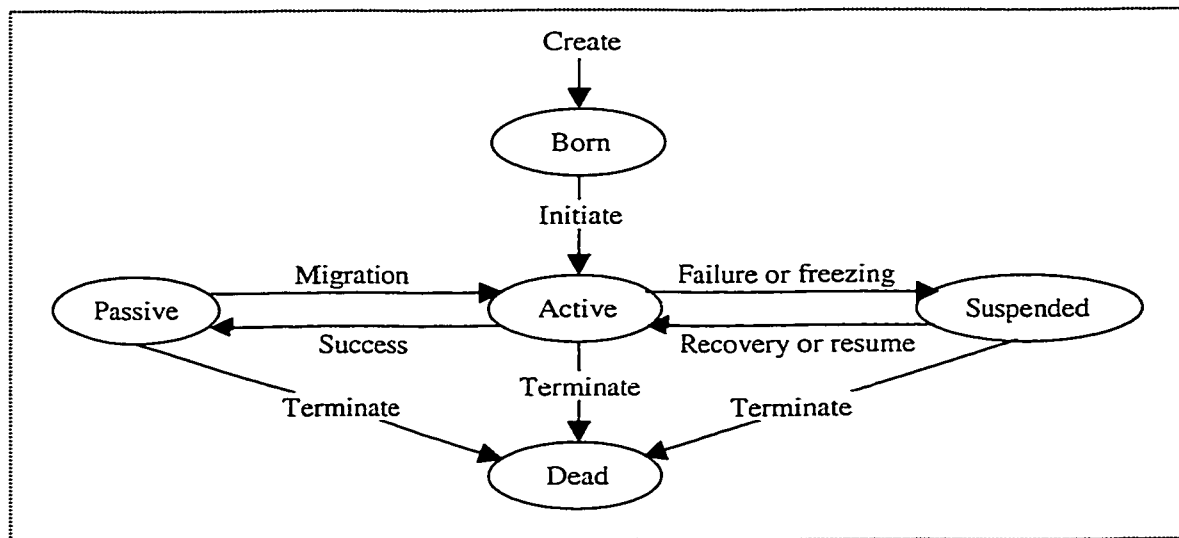 Create
Born
Initiate
Migration
Failure or freezing
Passive
Active
Suspended
Success
Recovery or resume
Terminate
Terminate
Terminate
Dead